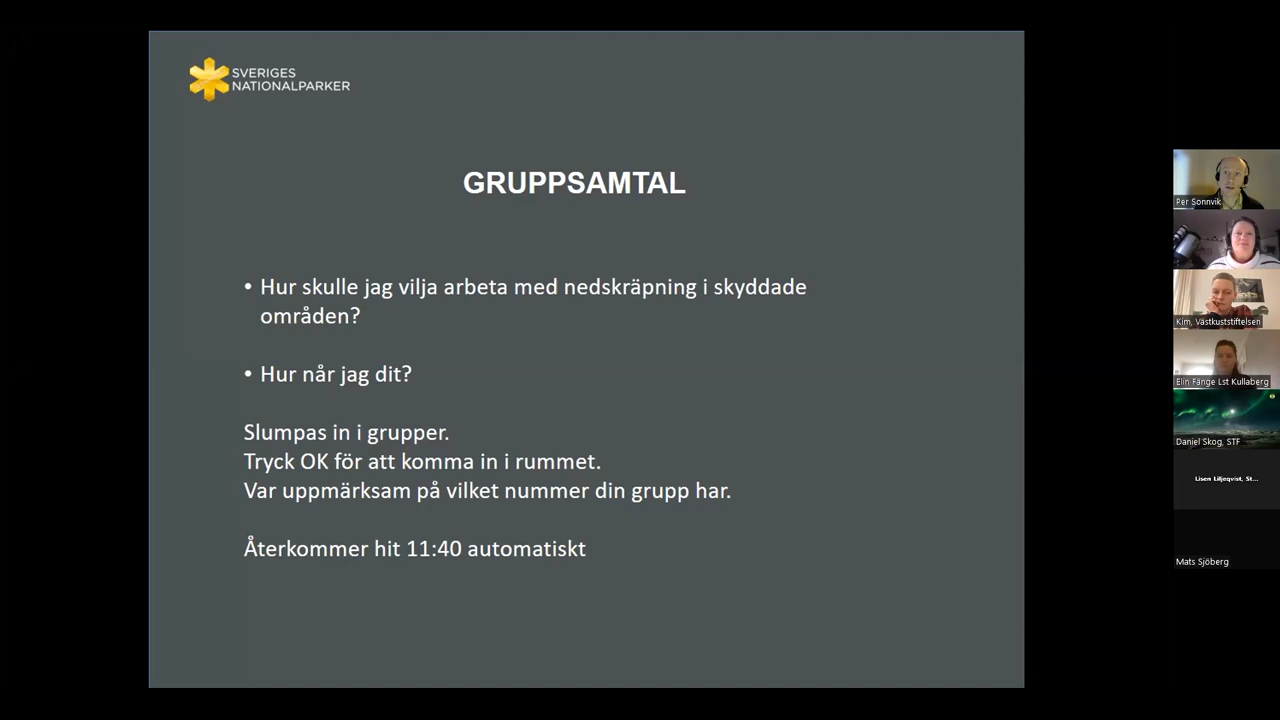 SVERIGES
NATIONALPARKER
GRUPPSAMTAL
• Hur skulle jag vilja arbeta med nedskräpning i skyddade
områden?
• Hur når jag dit?
Slumpas in i grupper.
Tryck OK för att komma in i rummet.
Var uppmärksam på vilket nummer din grupp har.
Återkommer hit 11:40 automatiskt
Per Sonnvik
Kim, Västkuststiftelsen
Elin Fänge Lst Kullaberg
Daniel Skog, STF
Lisen Liljeqvist, St...
Mats Sjöberg